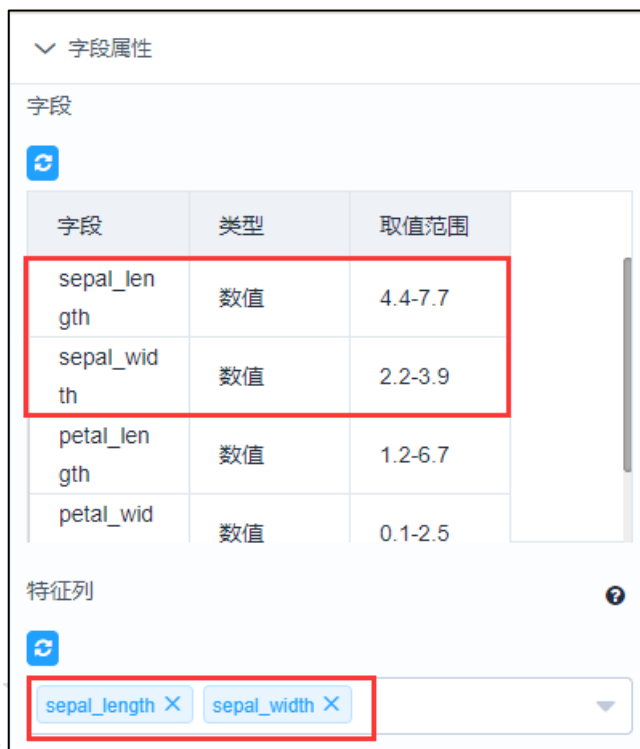 字段属性
字段
字段 类型 取值范围
sepal_len
gth 数值 4.4-7.7
sepal_wid
th 数值 2.2-3.9
petal_len
gth 数值 1.2-6.7
petal_wid
数值 0.1-2.5
特征列
sepal_length sepal_width